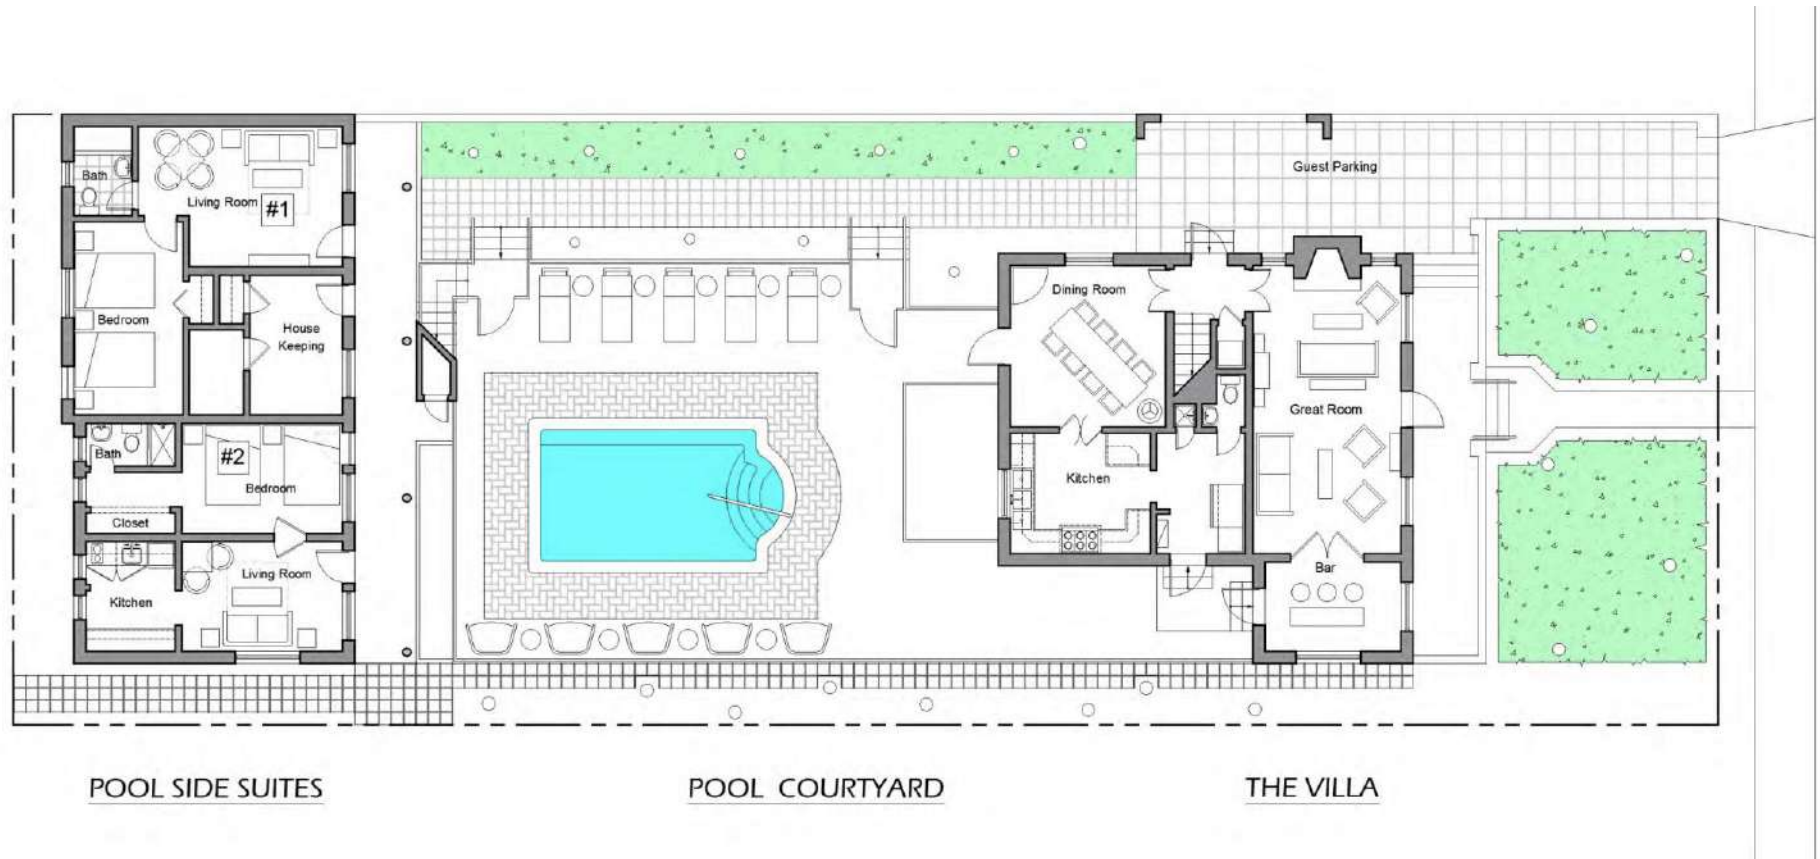 Bath
Living Room
#1
Bedroom
House
Keeping
Bath
#2
Bedroom
Closet
Living Room
Kitchen
Guest Parking
Dining Room
Great Room
Kitchen
Bar
POOL SIDE SUITES
POOL COURTYARD
THE VILLA